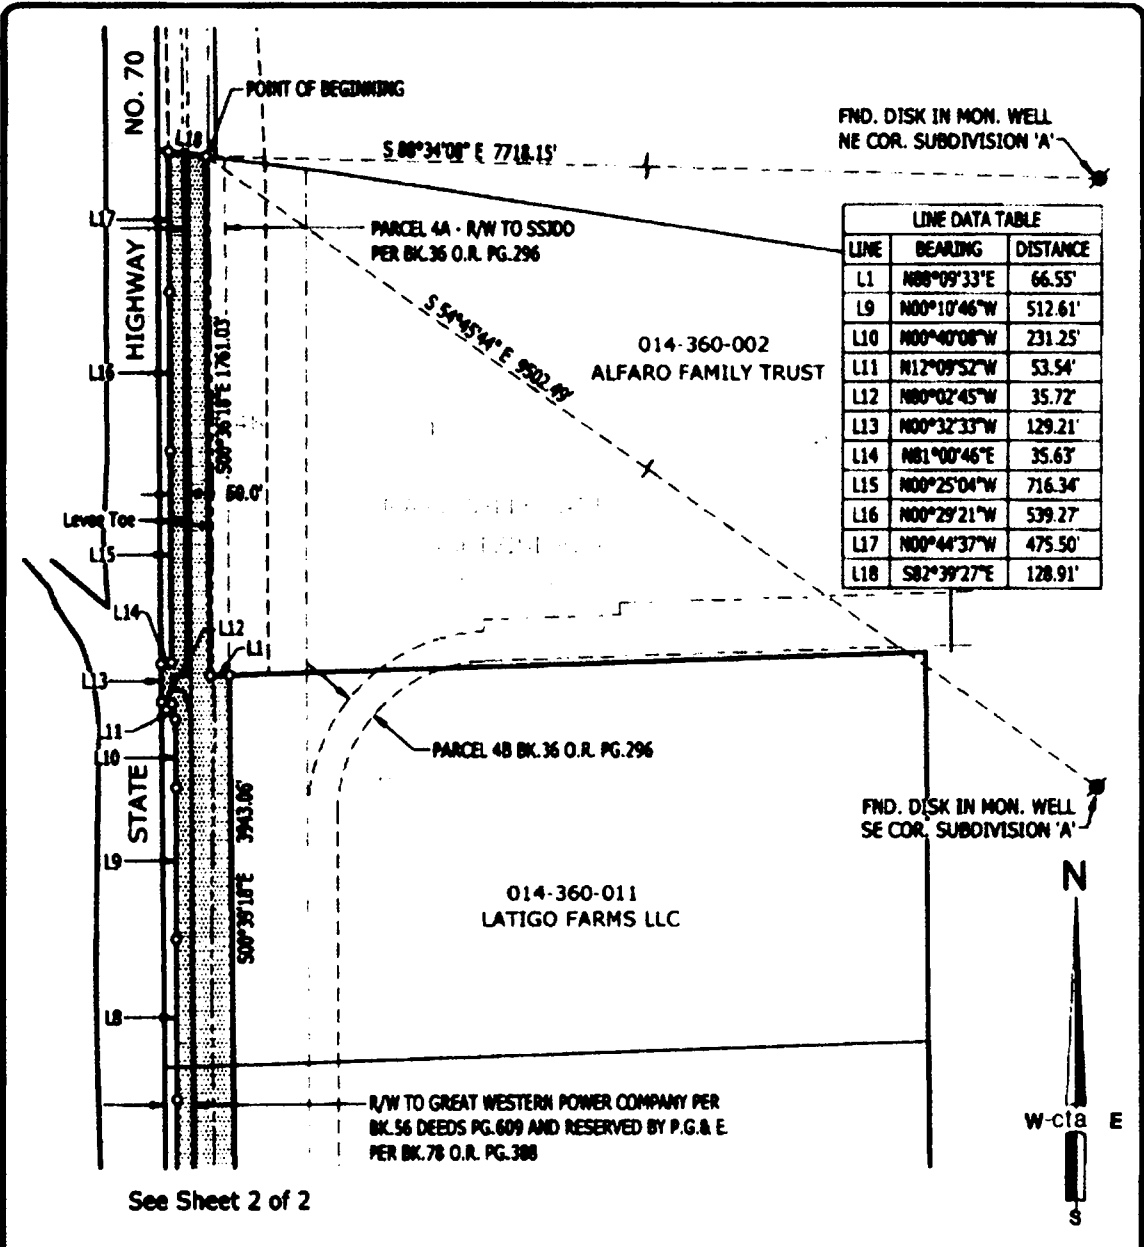 NO. 70
HIGHWAY
STATE
POINT OF BEGINNING
L18
S 88°34'08" E 7718.15'
FND. DISK IN MON. WELL
NE COR. SUBDIVISION 'A'
L17
PARCEL 4A - R/W TO SSJDD
PER BK.36 O.R. PG.296
LINE DATA TABLE
LINE BEARING DISTANCE
L1 N88°09'33"E 66.55'
L9 N00°10'46"W 512.61'
L10 N00°40'08"W 231.25'
L11 N12°09'52"W 53.54'
L12 N80°02'45"W 35.72'
L13 N00°32'33"W 129.21'
L14 N81°00'46"E 35.63'
L15 N00°25'04"W 716.34'
L16 N00°29'21"W 539.27'
L17 N00°44'37"W 475.50'
L18 S82°39'27"E 128.91'
S 54°45'44" E 9502.49'
014-360-002
ALFARO FAMILY TRUST
L16
S00°36'18"E 1761.03'
60.0'
Levee Toe
L15
L14
L12
L1
L13
L11
L10
PARCEL 4B BK.36 O.R. PG.296
S00°39'18"E 3943.06'
FND. DISK IN MON. WELL
SE COR. SUBDIVISION 'A'
L9
014-360-011
LATIGO FARMS LLC
N
L8
R/W TO GREAT WESTERN POWER COMPANY PER
BK.56 DEEDS PG.609 AND RESERVED BY P.G.& E.
PER BK.78 O.R. PG.388
W-cta E
S
See Sheet 2 of 2